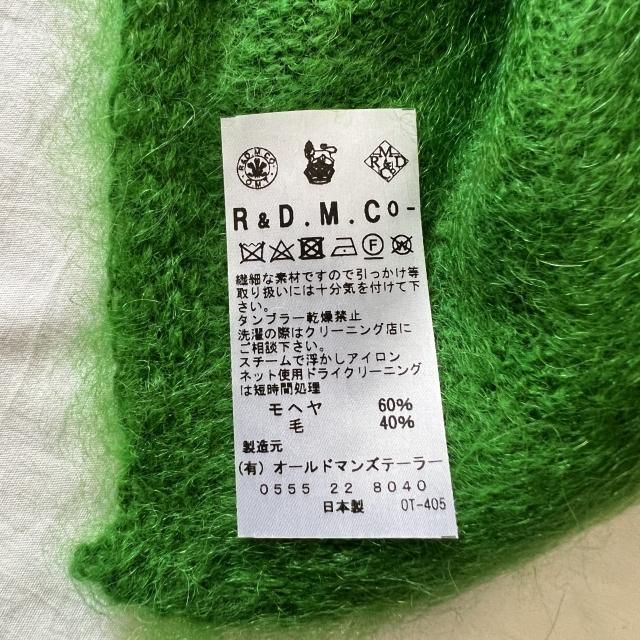 R&D.M.CO-
O.M.T
M
R&D
Co
R&D.M.Co-
繊細な素材ですので引っかけ等
取り扱いには十分気を付けて下
さい。
タンブラー乾燥禁止
洗濯の際はクリーニング店に
ご相談下さい。
スチームで浮かしアイロン
ネット使用ドライクリーニング
は短時間処理
モヘヤ 60%
毛 40%
製造元
(有) オールドマンズテーラー
0555 22 8040
日本製 OT-405